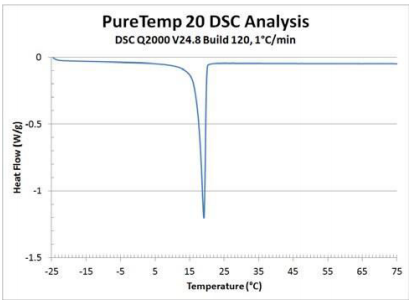 PureTemp 20 DSC Analysis
DSC Q2000 V24.8 Build 120, 1°C/min
Heat Flow (W/g)
0
-0.5
-1
-1.5
-25 -15 -5 5 15 25 35 45 55 65 75
Temperature (°C)